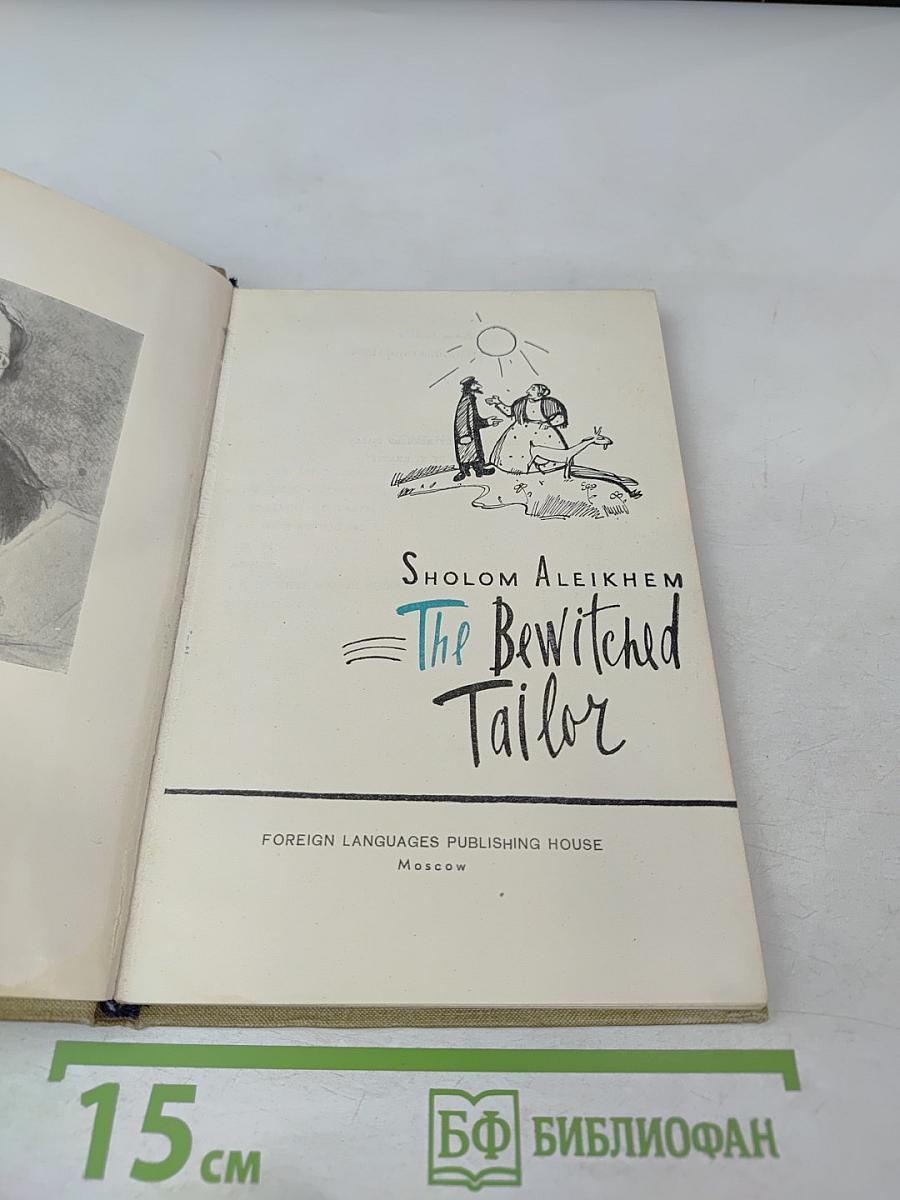 Sholom Aleikhem
The Bewitched
Tailor
FOREIGN LANGUAGES PUBLISHING HOUSE
Moscow
15 см
БФ БИБЛИОФАН